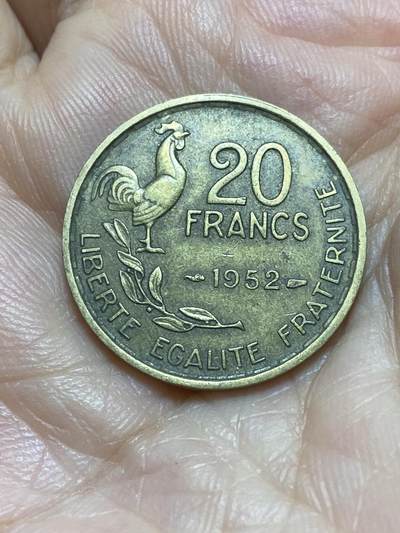 20
FRANCS
1952
LIBERTE EGALITE FRATERNITE